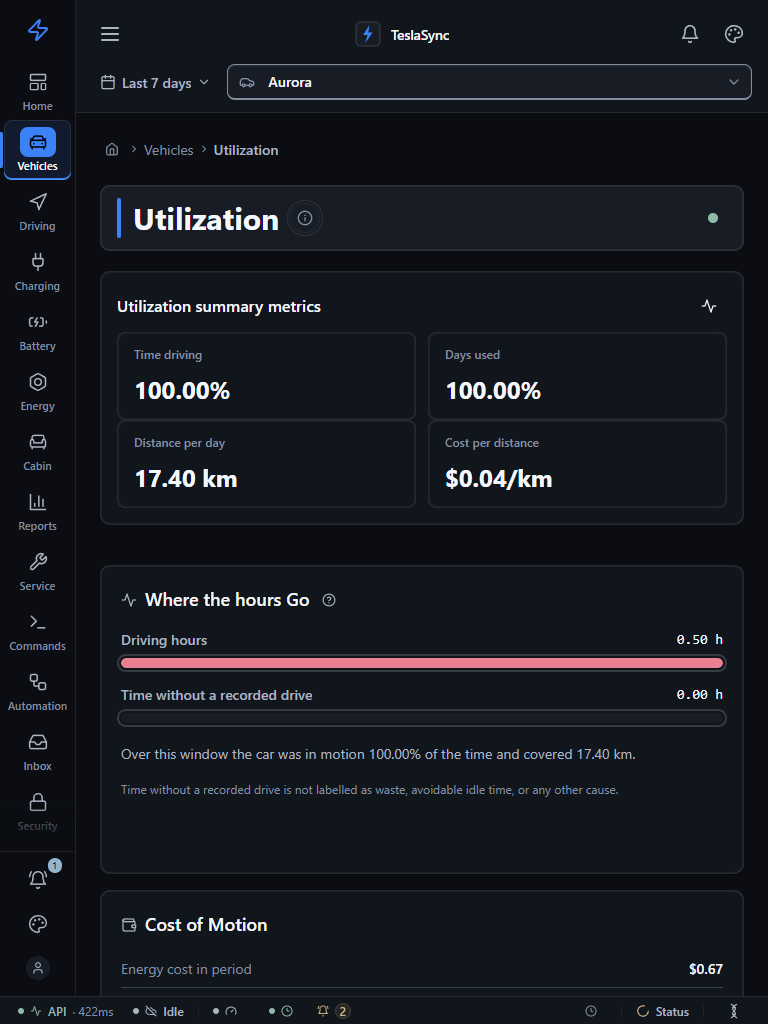 TeslaSync
Last 7 days
Aurora
Home
Vehicles
Driving
Charging
Battery
Energy
Cabin
Reports
Service
Commands
Automation
Inbox
Security
1
Vehicles > Utilization
Utilization
Utilization summary metrics
Time driving
100.00%
Days used
100.00%
Distance per day
17.40 km
Cost per distance
$0.04/km
Where the hours Go
Driving hours 0.50 h
Time without a recorded drive 0.00 h
Over this window the car was in motion 100.00% of the time and covered 17.40 km.
Time without a recorded drive is not labelled as waste, avoidable idle time, or any other cause.
Cost of Motion
Energy cost in period $0.67
API · 422ms Idle 2 Status